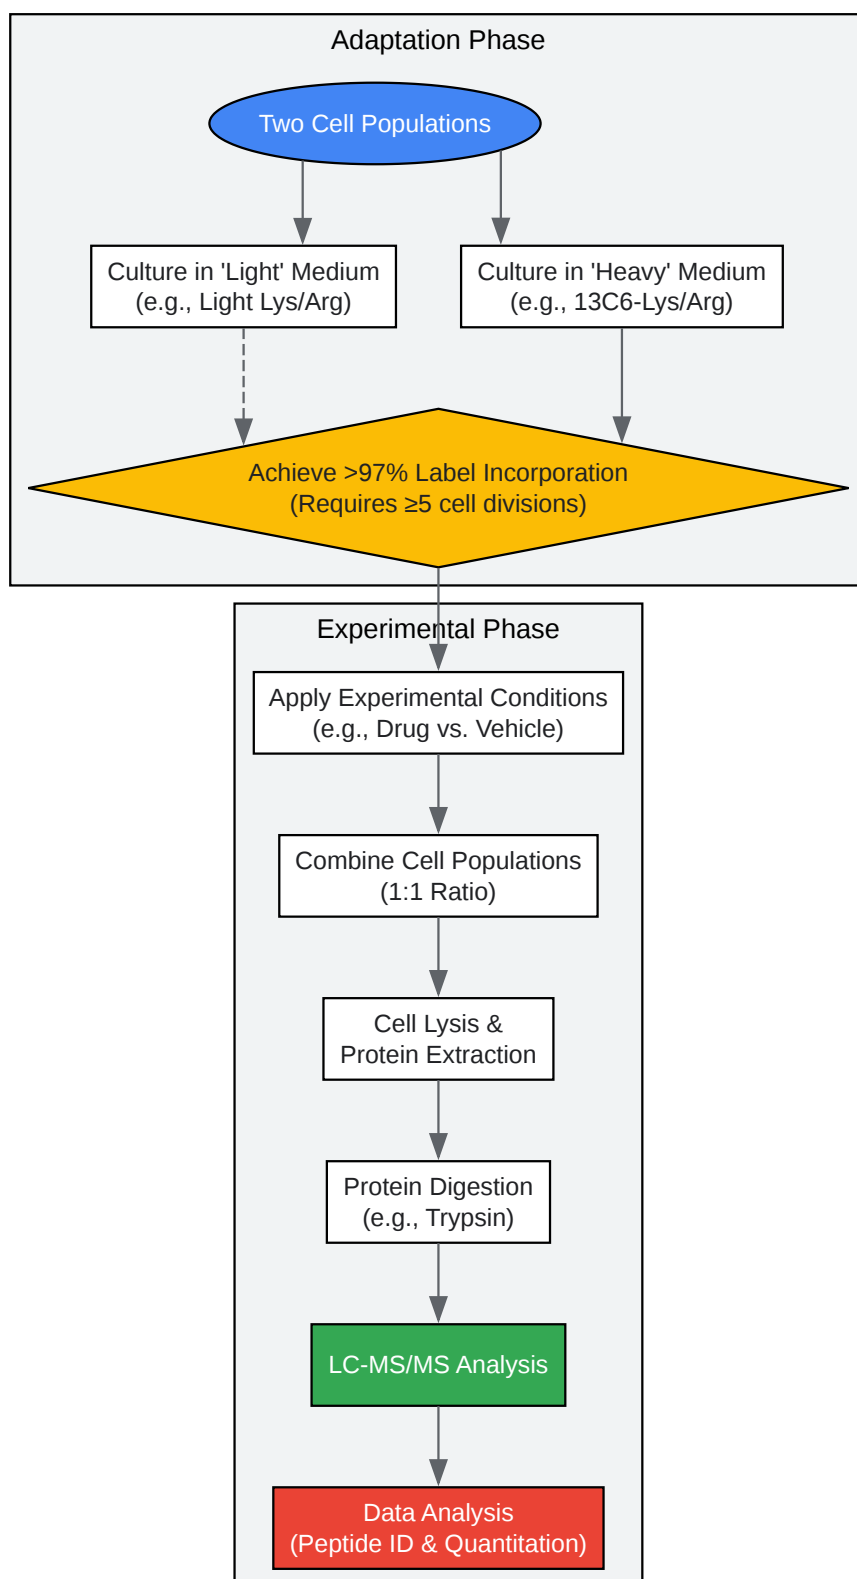 Adaptation Phase
Two Cell Populations
Culture in 'Light' Medium
(e.g., Light Lys/Arg)
Culture in 'Heavy' Medium
(e.g., 13C6-Lys/Arg)
Achieve >97% Label Incorporation
(Requires ≥5 cell divisions)
Experimental Phase
Apply Experimental Conditions
(e.g., Drug vs. Vehicle)
Combine Cell Populations
(1:1 Ratio)
Cell Lysis &
Protein Extraction
Protein Digestion
(e.g., Trypsin)
LC-MS/MS Analysis
Data Analysis
(Peptide ID & Quantitation)